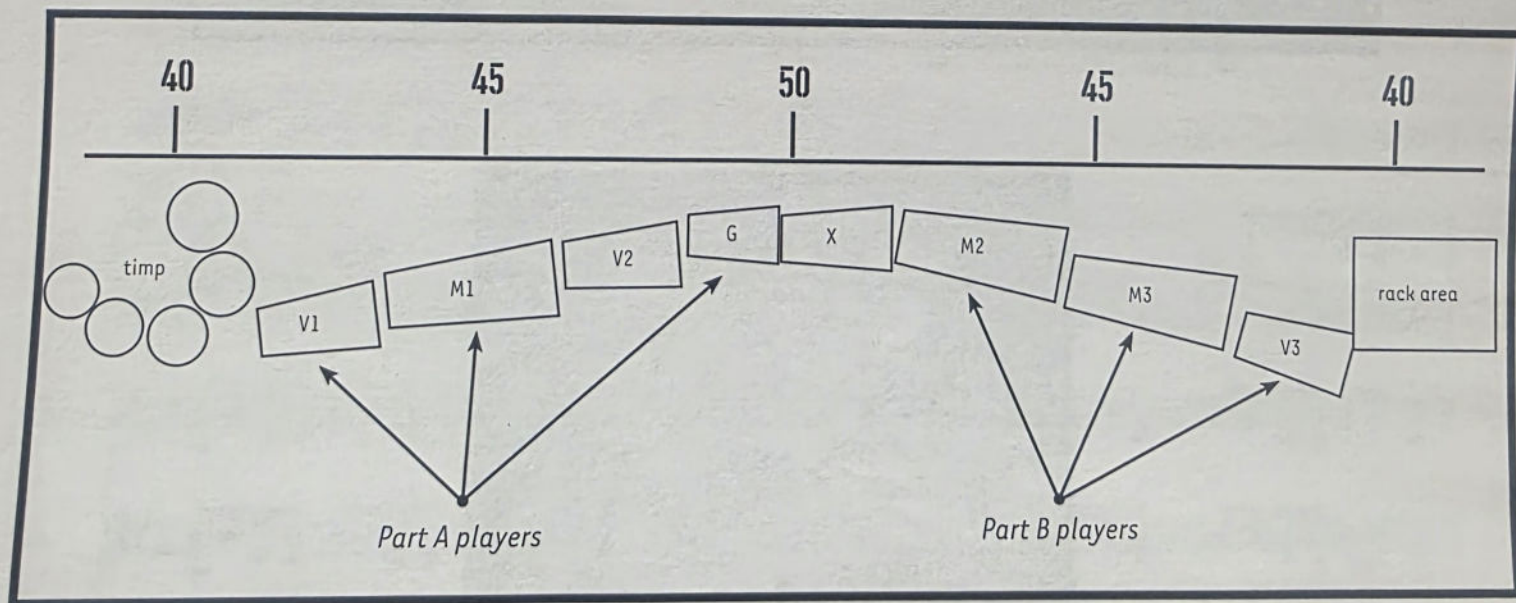 40 45 50 45 40
timp
V1
M1
V2
G
X
M2
M3
V3
rack area
Part A players
Part B players